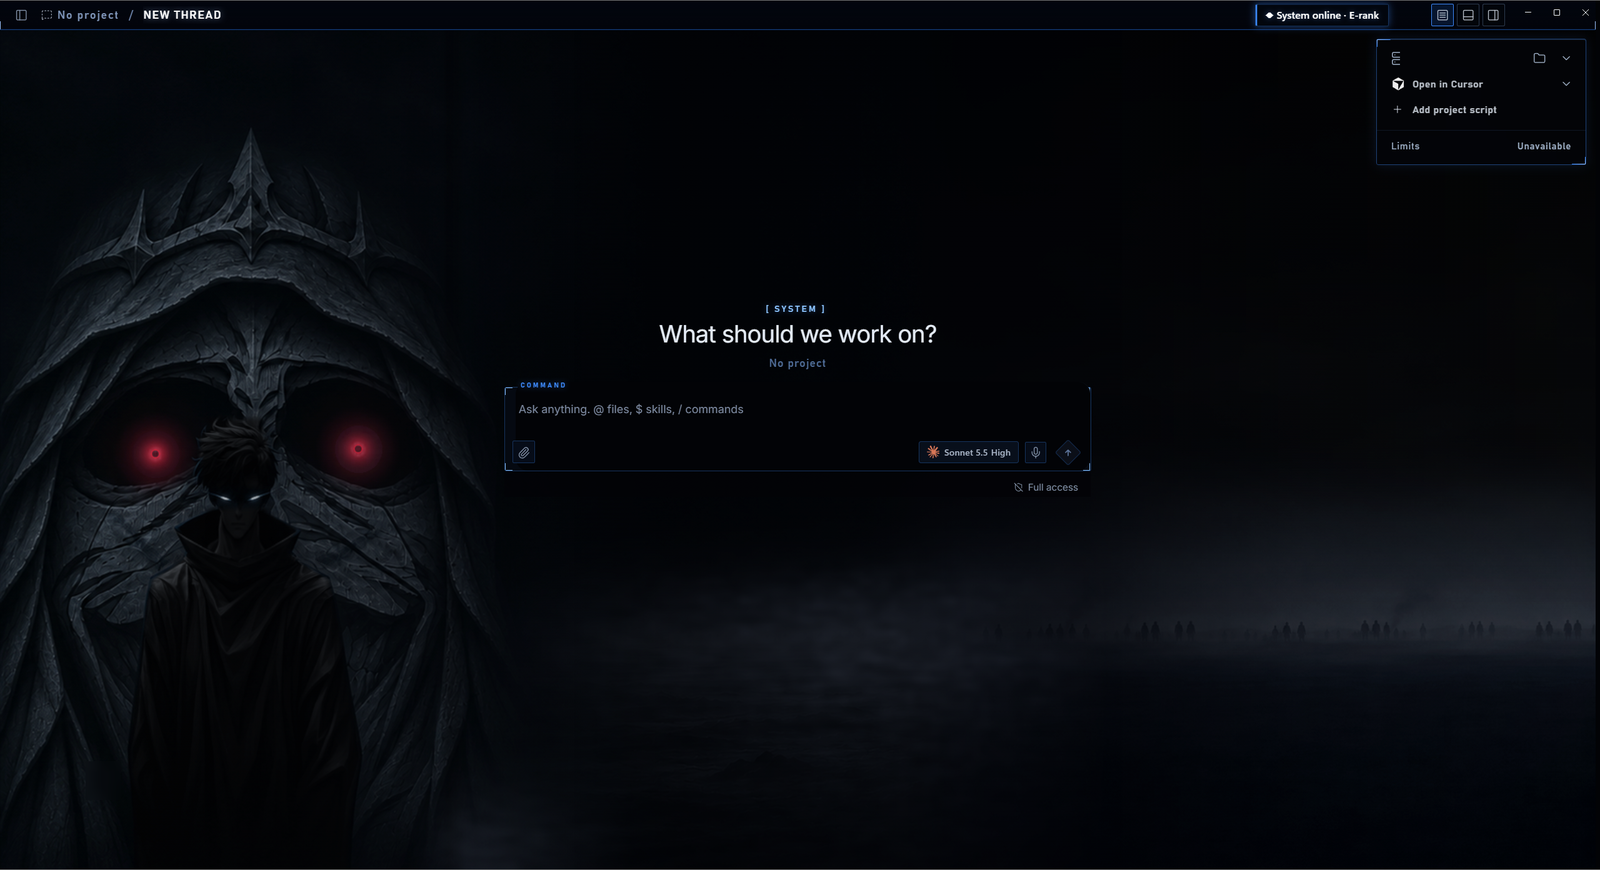 No project / NEW THREAD
◆ System online · E-rank
Open in Cursor
+ Add project script
Limits Unavailable
[ SYSTEM ]
What should we work on?
No project
COMMAND
Ask anything. @ files, $ skills, / commands
Sonnet 5.5 High
Full access